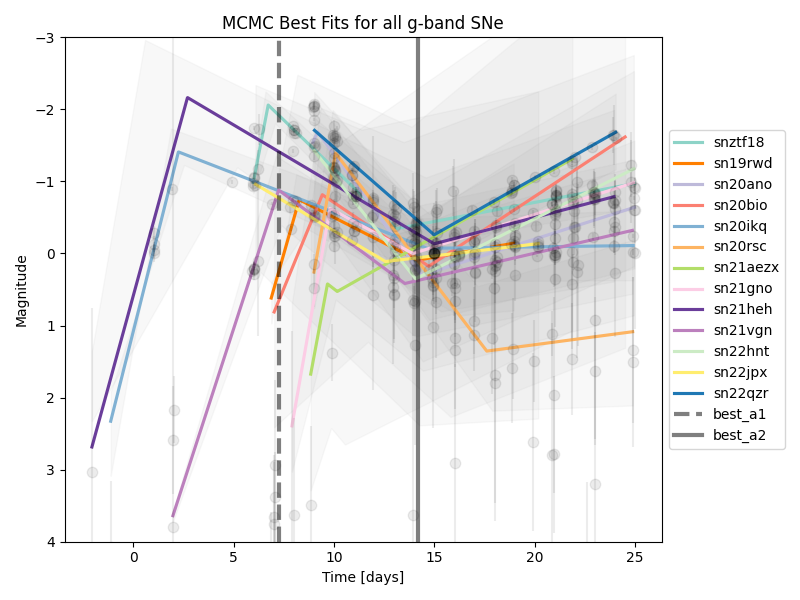 MCMC Best Fits for all g-band SNe
Magnitude
−3
−2
−1
0
1
2
3
4
0
5
10
15
20
25
Time [days]
snztf18
sn19rwd
sn20ano
sn20bio
sn20ikq
sn20rsc
sn21aezx
sn21gno
sn21heh
sn21vgn
sn22hnt
sn22jpx
sn22qzr
best_a1
best_a2